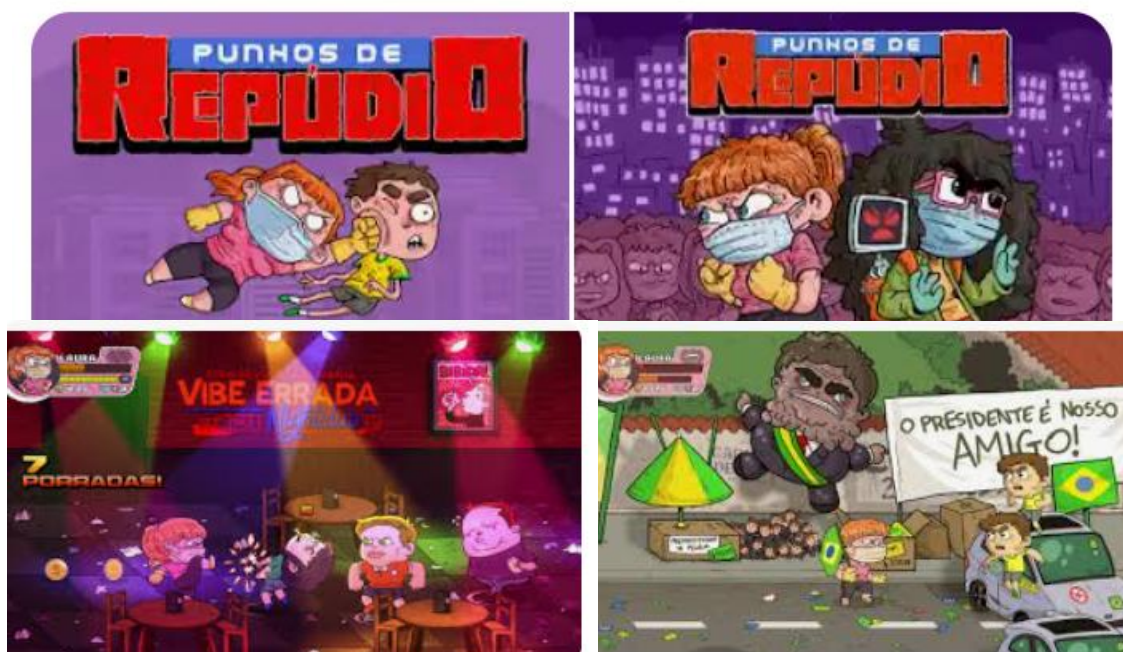 PUNHOS DE
REPÚDIO
PUNHOS DE
REPÚDIO
LAURA
VIBE ERRADA
7
PORRADAS!
LAURA
O PRESIDENTE É NOSSO
AMIGO!